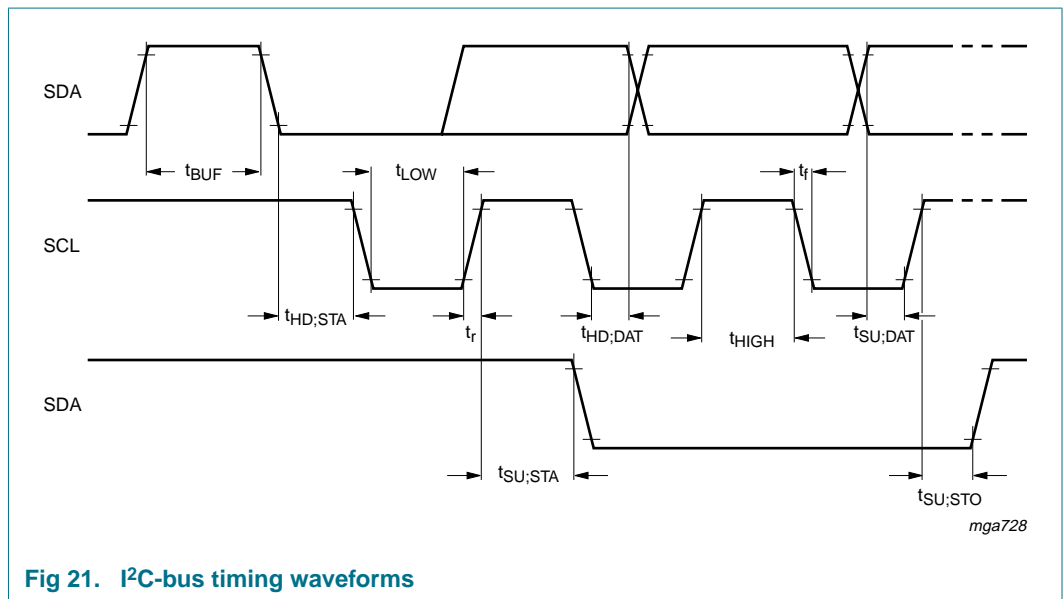 SDA
tBUF
tLOW
tf
SCL
tHD;STA
tr
tHD;DAT
tHIGH
tSU;DAT
SDA
tSU;STA
tSU;STO
mga728
Fig 21. I2C-bus timing waveforms